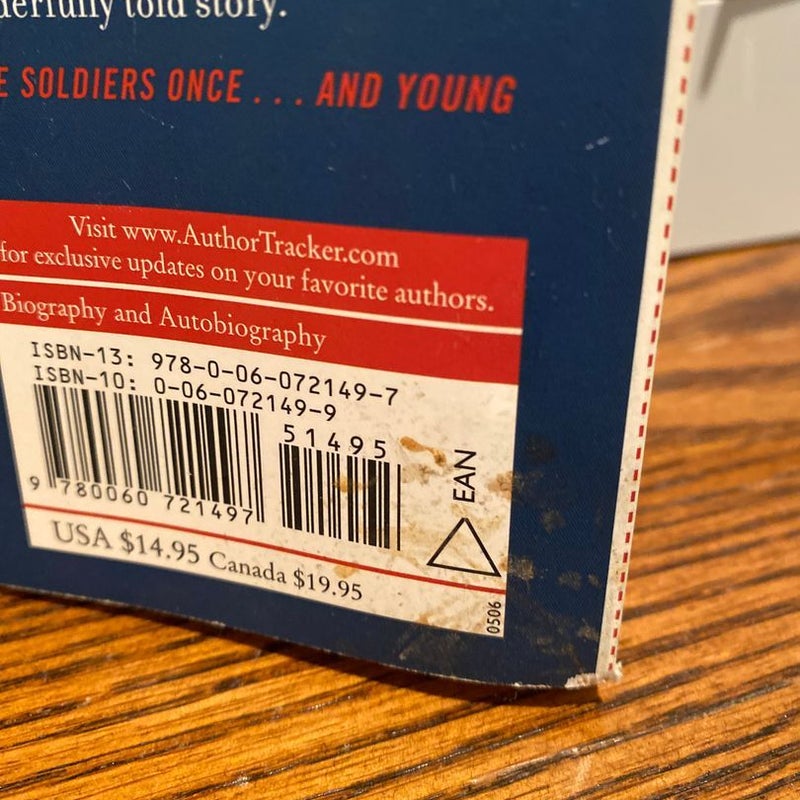 told story.
SOLDIERS ONCE . . . AND YOUNG
Visit www.AuthorTracker.com
for exclusive updates on your favorite authors.
Biography and Autobiography
ISBN-13: 978-0-06-072149-7
ISBN-10: 0-06-072149-9
51495
EAN
9 780060 721497
USA $14.95 Canada $19.95
0506